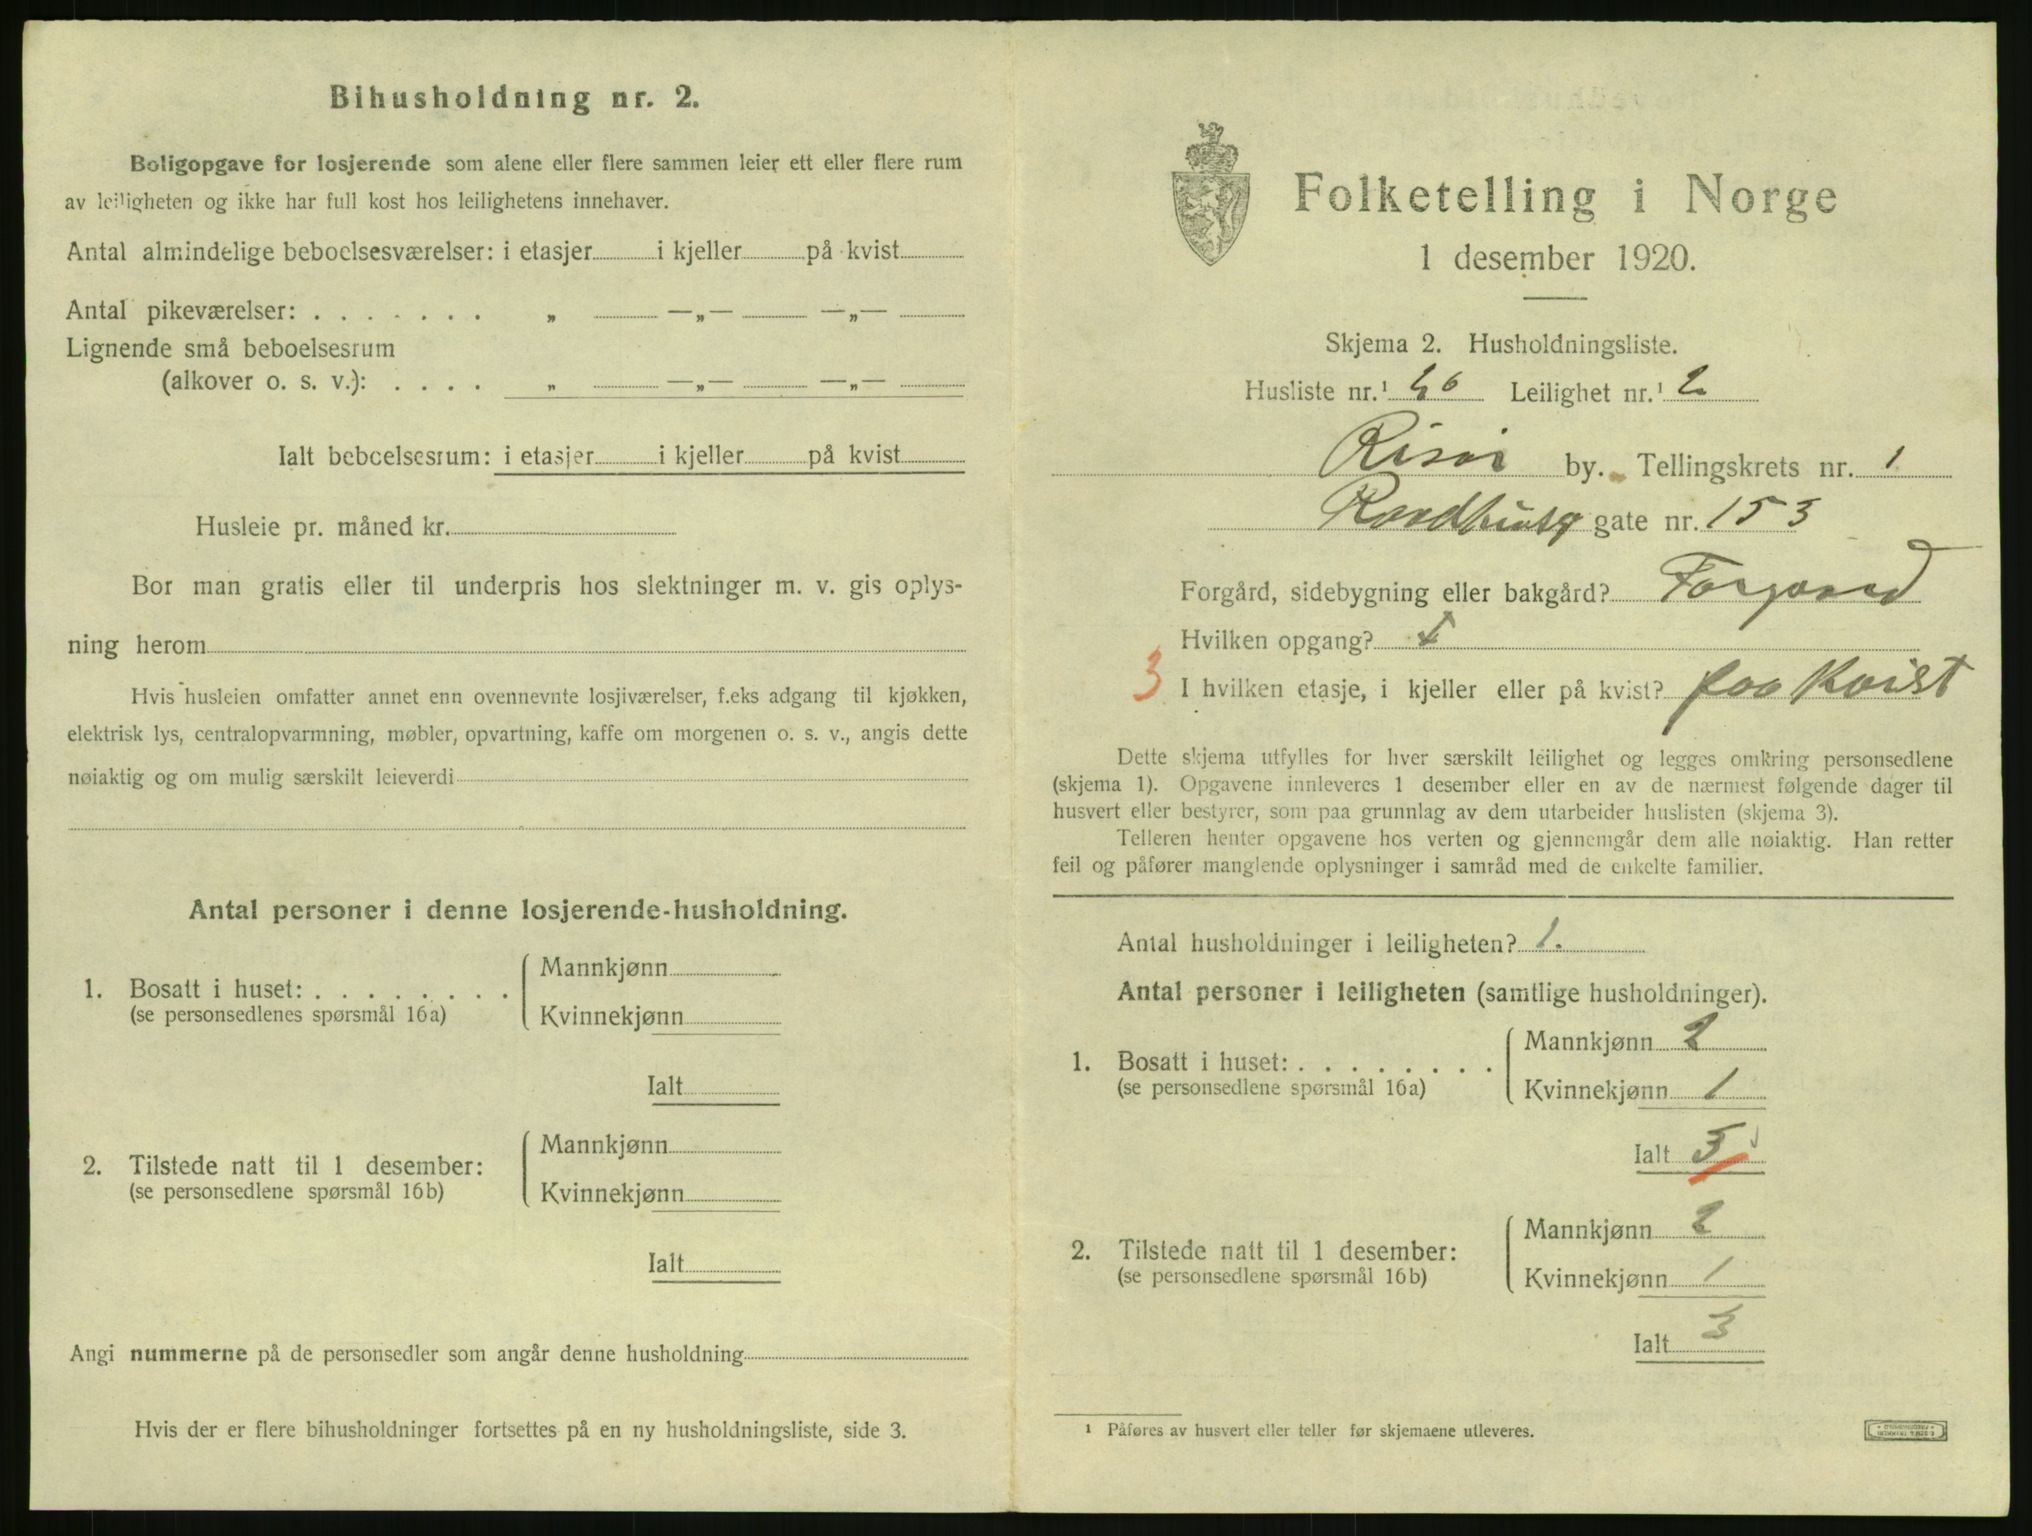 Bihusholdning nr. 2.
Boligopgave for losjerende som alene eller flere sammen leier ett eller flere rum
av leiligheten og ikke har full kost hos leilighetens innehaver.
Antal almindelige beboelsesværelser: i etasjer i kjeller på kvist
Antal pikeværelser: . . . . . . . „ —„— —„—
Lignende små beboelsesrum
(alkover o. s. v.): . . . . „ —„— —„—
Ialt beboelsesrum: i etasjer i kjeller på kvist
Husleie pr. måned kr.
Bor man gratis eller til underpris hos slektninger m. v. gis oplys-
ning herom
Hvis husleien omfatter annet enn ovennevnte losjiværelser, f.eks adgang til kjøkken,
elektrisk lys, centralopvarmning, møbler, opvartning, kaffe om morgenen o. s. v., angis dette
nøiaktig og om mulig særskilt leieverdi
Antal personer i denne losjerende-husholdning.
1. Bosatt i huset: . . . . . . . .
(se personsedlenes spørsmål 16a)
Mannkjønn
Kvinnekjønn
Ialt
2. Tilstede natt til 1 desember:
(se personsedlene spørsmål 16b)
Mannkjønn
Kvinnekjønn
Ialt
Angi nummerne på de personsedler som angår denne husholdning
Hvis der er flere bihusholdninger fortsettes på en ny husholdningsliste, side 3.
Folketelling i Norge
1 desember 1920.
Skjema 2. Husholdningsliste.
Husliste nr.¹ Leilighet nr.¹ 2
Risør by. Tellingskrets nr. 1
Raadhusg gate nr. 153
Forgård, sidebygning eller bakgård? Forgaard
Hvilken opgang? I
3 I hvilken etasje, i kjeller eller på kvist? paa Kvist
Dette skjema utfylles for hver særskilt leilighet og legges omkring personsedlene
(skjema 1). Opgavene innleveres 1 desember eller en av de nærmest følgende dager til
husvert eller bestyrer, som paa grunnlag av dem utarbeider huslisten (skjema 3).
Telleren henter opgavene hos verten og gjennemgår dem alle nøiaktig. Han retter
feil og påfører manglende oplysninger i samråd med de enkelte familier.
Antal husholdninger i leiligheten? 1.
Antal personer i leiligheten (samtlige husholdninger).
1. Bosatt i huset: . . . . . . . .
(se personsedlene spørsmål 16a)
Mannkjønn 2
Kvinnekjønn 1
Ialt 3
2. Tilstede natt til 1 desember:
(se personsedlene spørsmål 16b)
Mannkjønn 2
Kvinnekjønn 1
Ialt 3
¹ Påføres av husvert eller teller før skjemaene utleveres.